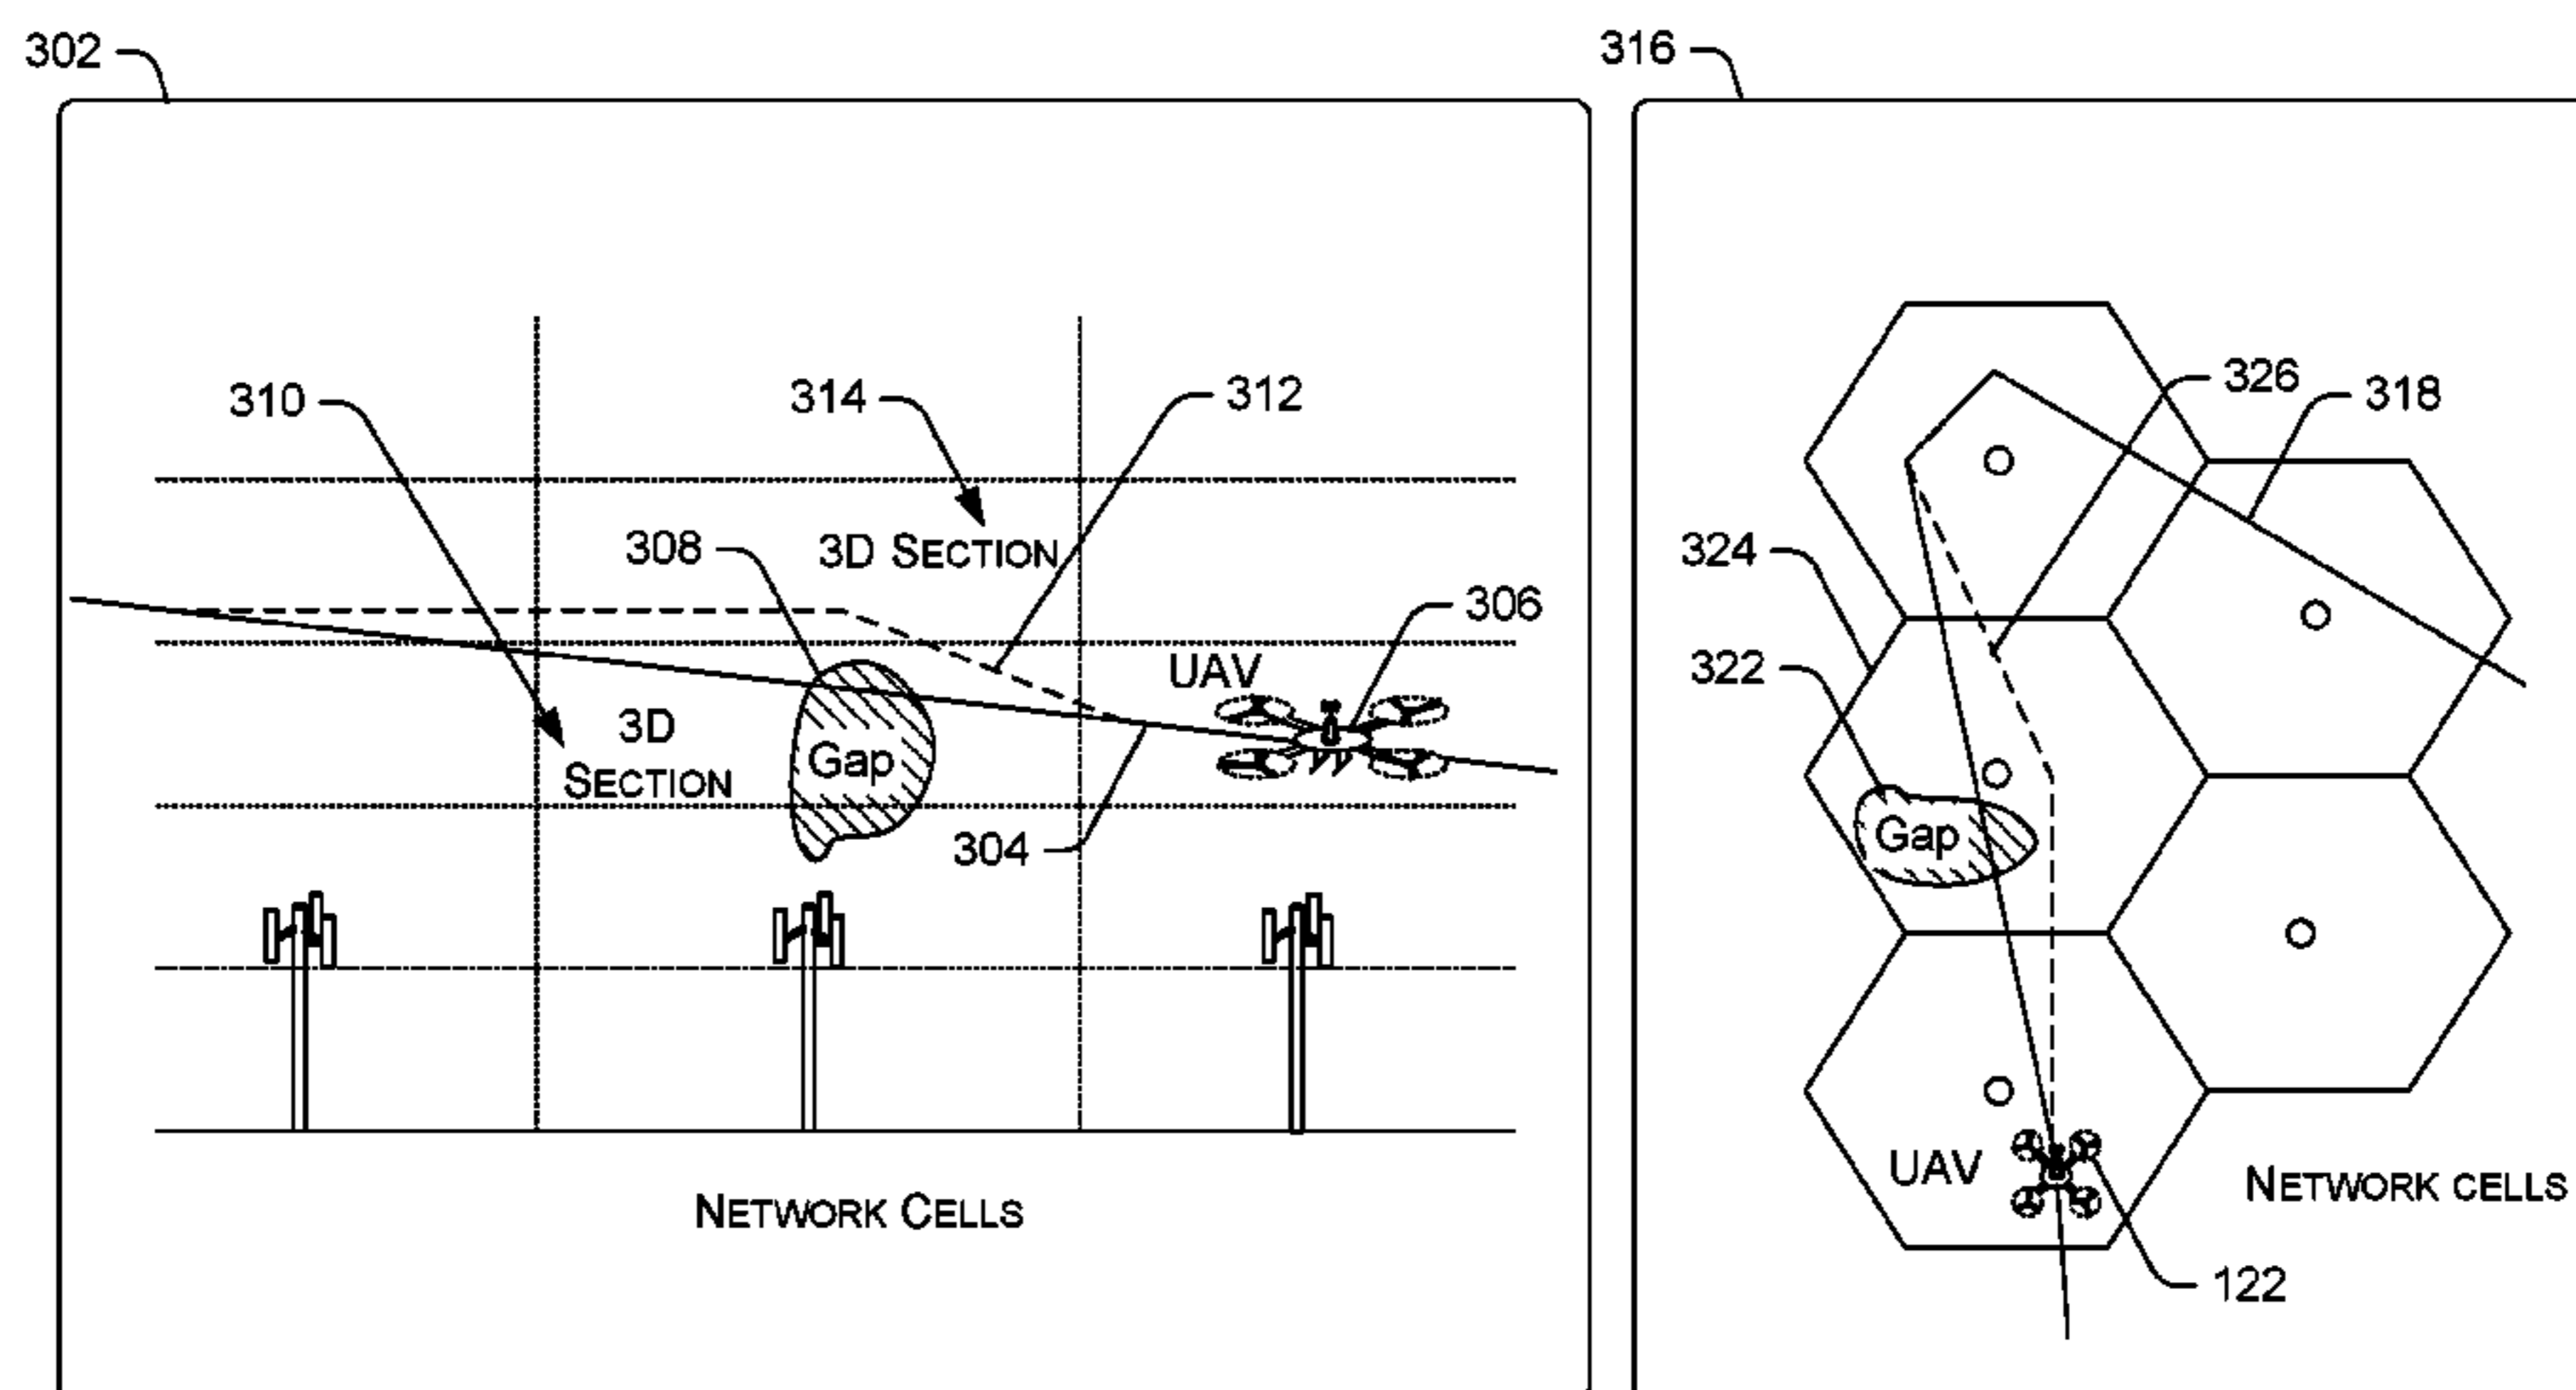 302
316
310
314
312
326
318
308
3D SECTION
324
306
UAV
322
3D
SECTION
Gap
304
Gap
UAV
NETWORK CELLS
NETWORK CELLS
122